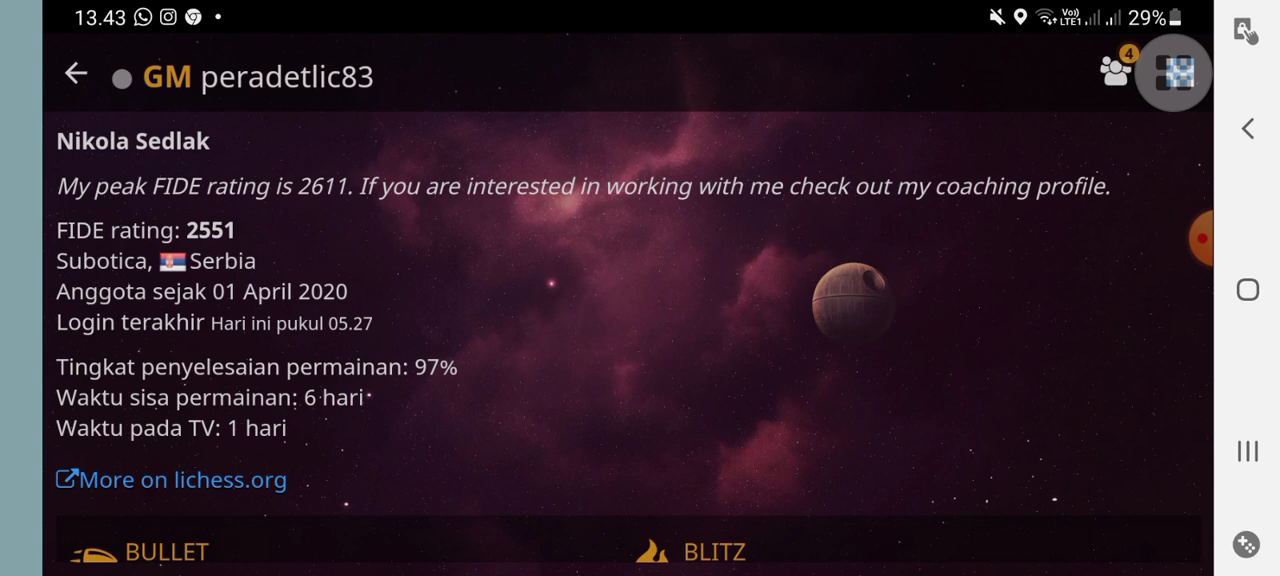 13.43
Vo))
LTE1
29%
GM peradetlic83
4
Nikola Sedlak
My peak FIDE rating is 2611. If you are interested in working with me check out my coaching profile.
FIDE rating: 2551
Subotica, Serbia
Anggota sejak 01 April 2020
Login terakhir Hari ini pukul 05.27
Tingkat penyelesaian permainan: 97%
Waktu sisa permainan: 6 hari
Waktu pada TV: 1 hari
More on lichess.org
BULLET
BLITZ